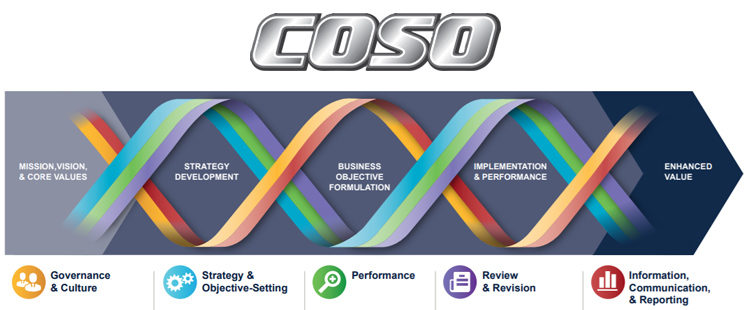 COSO
MISSION,VISION,
& CORE VALUES
STRATEGY
DEVELOPMENT
BUSINESS
OBJECTIVE
FORMULATION
IMPLEMENTATION
& PERFORMANCE
ENHANCED
VALUE
Governance
& Culture
Strategy &
Objective-Setting
Performance
Review
& Revision
Information,
Communication,
& Reporting